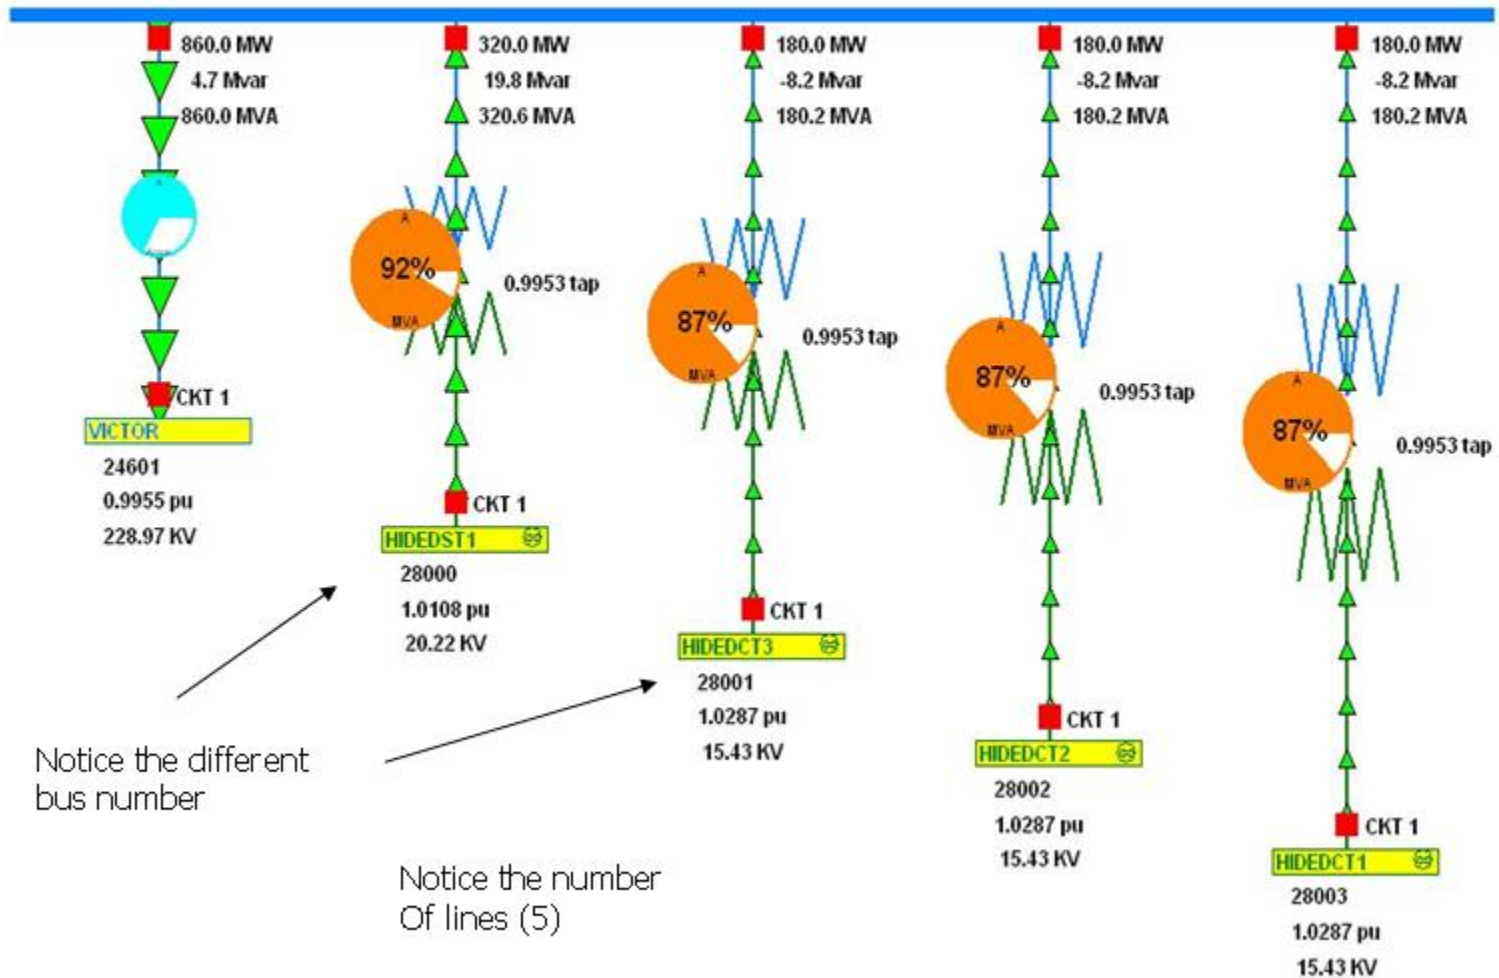 860.0 MW
4.7 Mvar
860.0 MVA
A
CKT 1
VICTOR
24601
0.9955 pu
228.97 KV
320.0 MW
19.8 Mvar
320.6 MVA
A
92%
MVA
0.9953 tap
CKT 1
HIDEDST1
28000
1.0108 pu
20.22 KV
180.0 MW
-8.2 Mvar
180.2 MVA
A
87%
MVA
0.9953 tap
CKT 1
HIDEDCT3
28001
1.0287 pu
15.43 KV
180.0 MW
-8.2 Mvar
180.2 MVA
A
87%
MVA
0.9953 tap
CKT 1
HIDEDCT2
28002
1.0287 pu
15.43 KV
180.0 MW
-8.2 Mvar
180.2 MVA
A
87%
MVA
0.9953 tap
CKT 1
HIDEDCT1
28003
1.0287 pu
15.43 KV
Notice the different
bus number
Notice the number
Of lines (5)